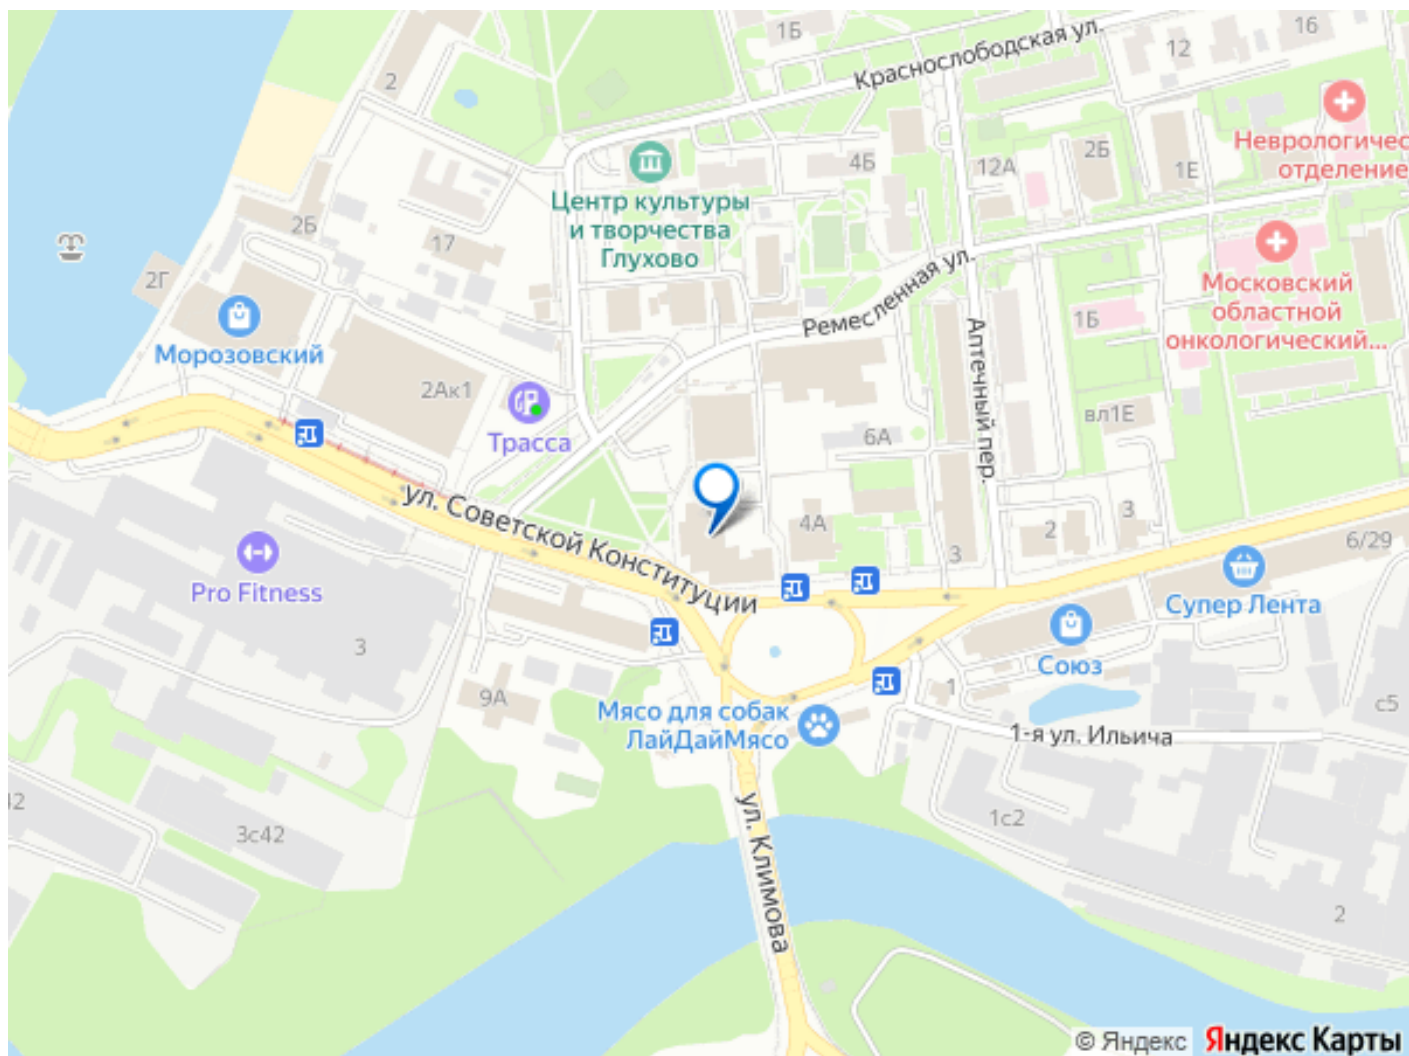 1Б
16
Краснослободская ул.
12
2
Неврологичес
отделение
4Б
12А
2Б
1Е
Центр культуры
и творчества
Глухово
2Б
17
2Г
Ремесленная ул.
Московский
областной
онкологический...
1Б
Аптечный пер.
Морозовский
2Ак1
Трасса
вл1Е
6А
ул. Советской Конституции
4А
2
3
3
6/29
Pro Fitness
Супер Лента
3
Союз
9А
1
Мясо для собак
ЛайДайМясо
1-я ул. Ильича
с5
42
3с42
ул. Климова
1с2
2
© Яндекс Яндекс Карты